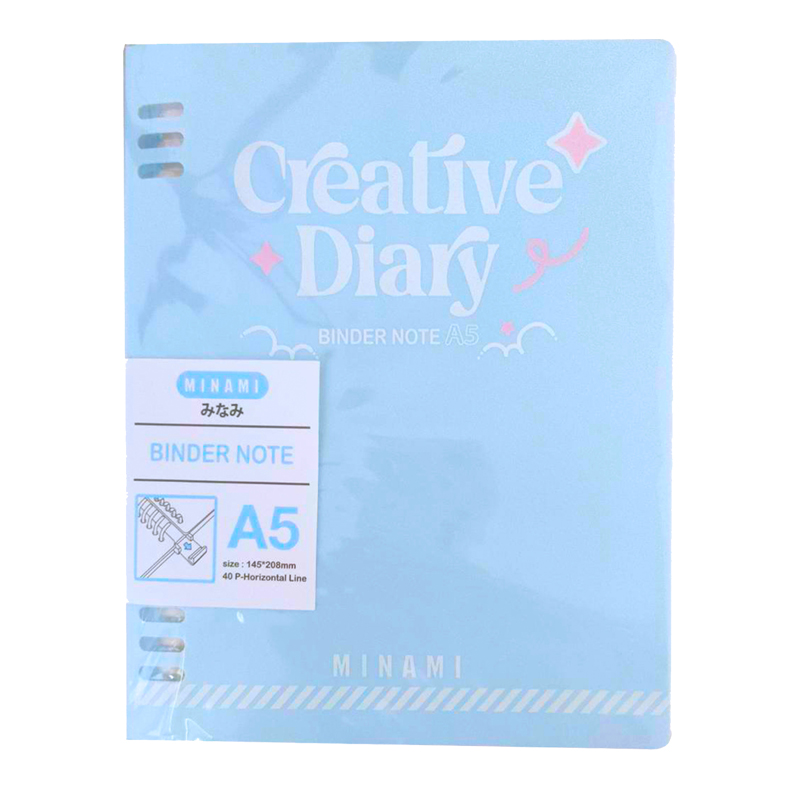 Creative
Diary
BINDER NOTE A5
MINAMI
みなみ
BINDER NOTE
A5
size : 145*208mm
40 P-Horizontal Line
MINAMI